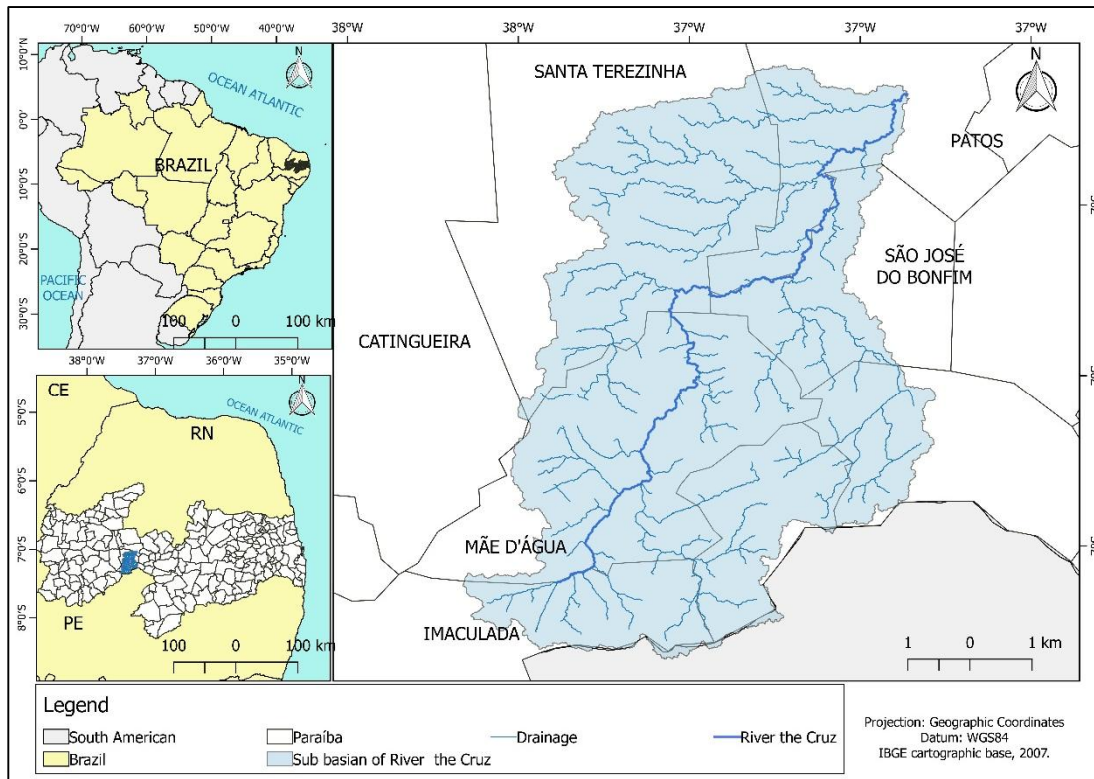 70°0'W 60°0'W 50°0'W 40°0'W
10°0'N
0°0'
10°0'S
20°0'S
30°0'S
N
OCEAN ATLANTIC
BRAZIL
PACIFIC
OCEAN
100 0 100 km
38°0'W 37°0'W 36°0'W 35°0'W
5°0'S
6°0'S
7°0'S
8°0'S
N
CE
RN
OCEAN ATLANTIC
PE
100 0 100 km
38°W 38°W 37°W 37°W 37°W
7°S
7°S
7°S
N
SANTA TEREZINHA
PATOS
SÃO JOSÉ
DO BONFIM
CATINGUEIRA
MÃE D'ÁGUA
IMACULADA
1 0 1 km
Legend
South American
Paraíba
Drainage
River the Cruz
Brazil
Sub basian of River the Cruz
Projection: Geographic Coordinates
Datum: WGS84
IBGE cartographic base, 2007.